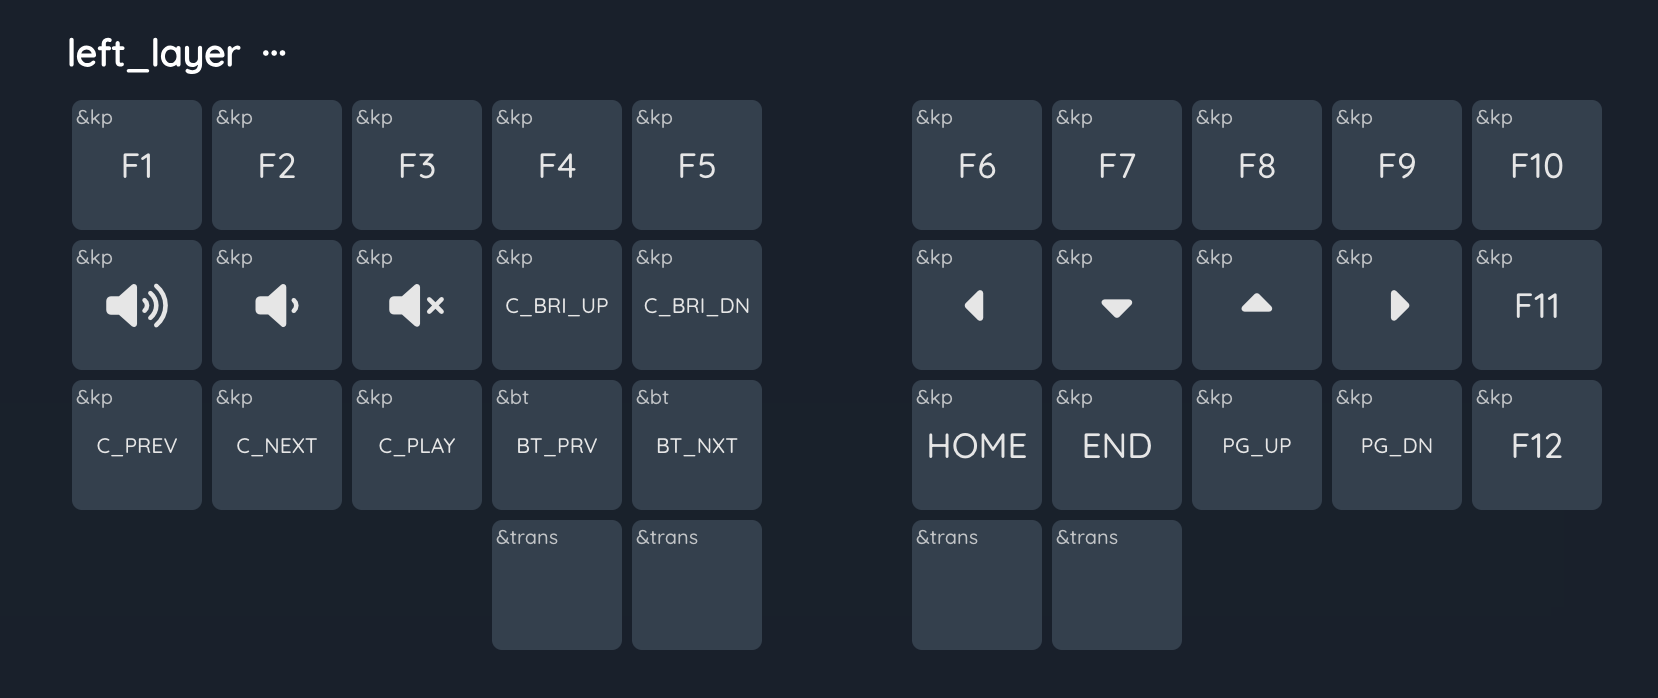 left_layer ...
&kp &kp &kp &kp &kp &kp &kp &kp &kp &kp
F1 F2 F3 F4 F5 F6 F7 F8 F9 F10
&kp &kp &kp &kp &kp &kp &kp &kp &kp &kp
C_BRI_UP C_BRI_DN F11
&kp &kp &kp &bt &bt &kp &kp &kp &kp &kp
C_PREV C_NEXT C_PLAY BT_PRV BT_NXT HOME END PG_UP PG_DN F12
&trans &trans &trans &trans